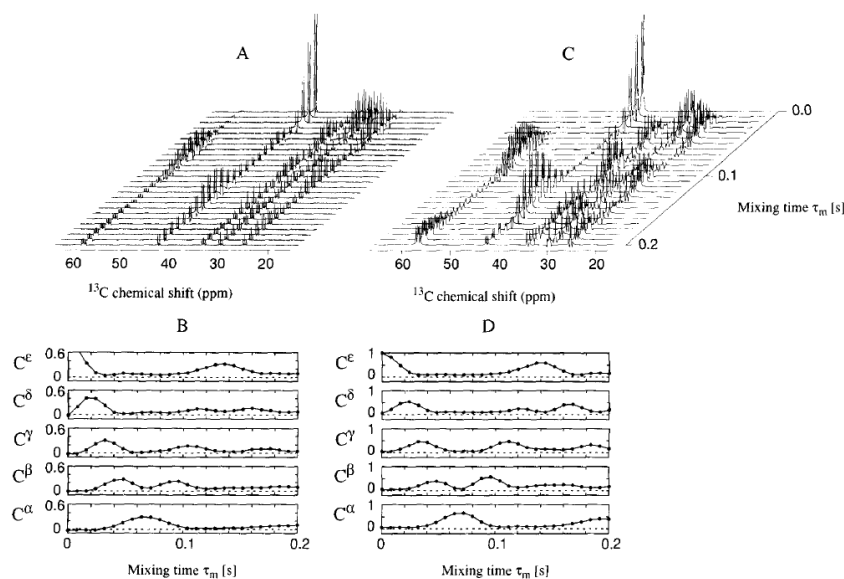 A
C
0.0
0.1
0.2
Mixing time τm [s]
60 50 40 30 20
60 50 40 30 20
¹³C chemical shift (ppm)
¹³C chemical shift (ppm)
B
D
0.6
Cε
0
0.6
Cδ
0
0.6
Cγ
0
0.6
Cβ
0
0.6
Cα
0
0 0.1 0.2
Mixing time τm [s]
1
Cε
0
1
Cδ
0
1
Cγ
0
1
Cβ
0
1
Cα
0
0 0.1 0.2
Mixing time τm [s]